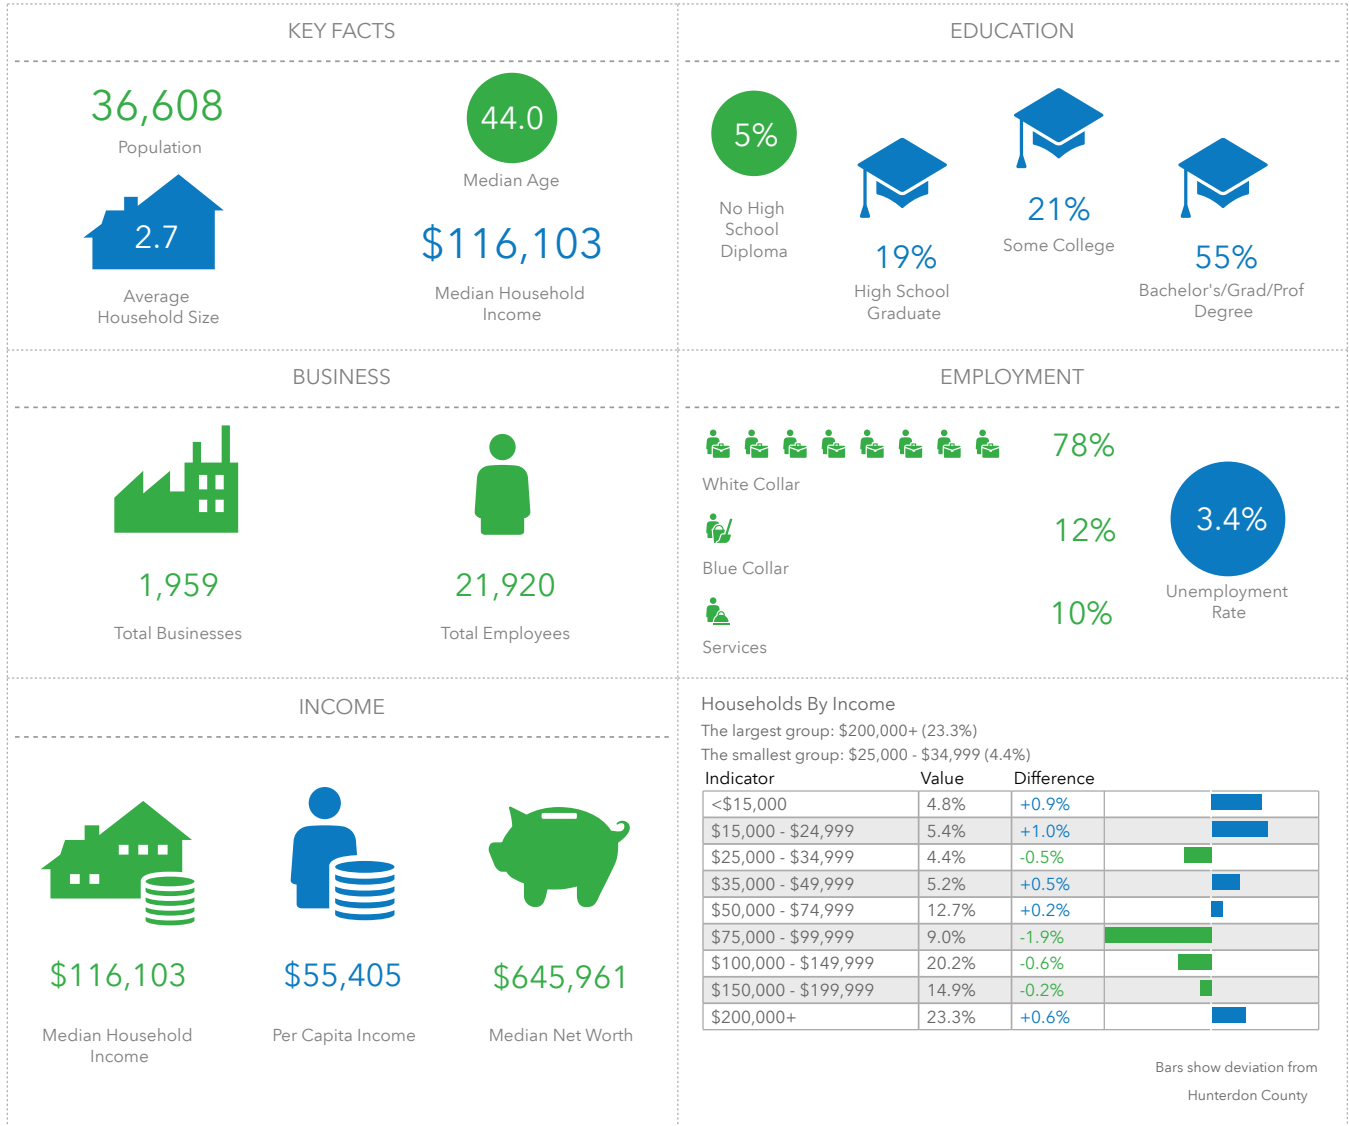 KEY FACTS
36,608
Population
44.0
Median Age
2.7
Average
Household Size
$116,103
Median Household
Income
EDUCATION
5%
No High
School
Diploma
19%
High School
Graduate
21%
Some College
55%
Bachelor's/Grad/Prof
Degree
BUSINESS
1,959
Total Businesses
21,920
Total Employees
EMPLOYMENT
78%
White Collar
12%
Blue Collar
10%
Services
3.4%
Unemployment
Rate
INCOME
$116,103
Median Household
Income
$55,405
Per Capita Income
$645,961
Median Net Worth
Households By Income
The largest group: $200,000+ (23.3%)
The smallest group: $25,000 - $34,999 (4.4%)
Indicator Value Difference
<$15,000 4.8% +0.9%
$15,000 - $24,999 5.4% +1.0%
$25,000 - $34,999 4.4% -0.5%
$35,000 - $49,999 5.2% +0.5%
$50,000 - $74,999 12.7% +0.2%
$75,000 - $99,999 9.0% -1.9%
$100,000 - $149,999 20.2% -0.6%
$150,000 - $199,999 14.9% -0.2%
$200,000+ 23.3% +0.6%
Bars show deviation from
Hunterdon County